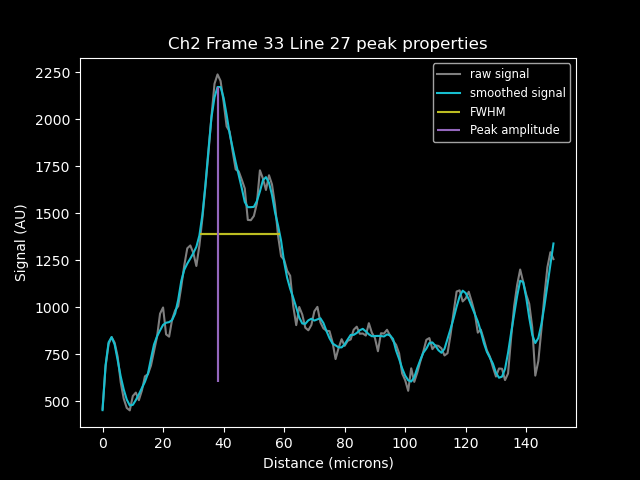 Ch2 Frame 33 Line 27 peak properties
raw signal
smoothed signal
FWHM
Peak amplitude
Signal (AU)
2250
2000
1750
1500
1250
1000
750
500
0 20 40 60 80 100 120 140
Distance (microns)